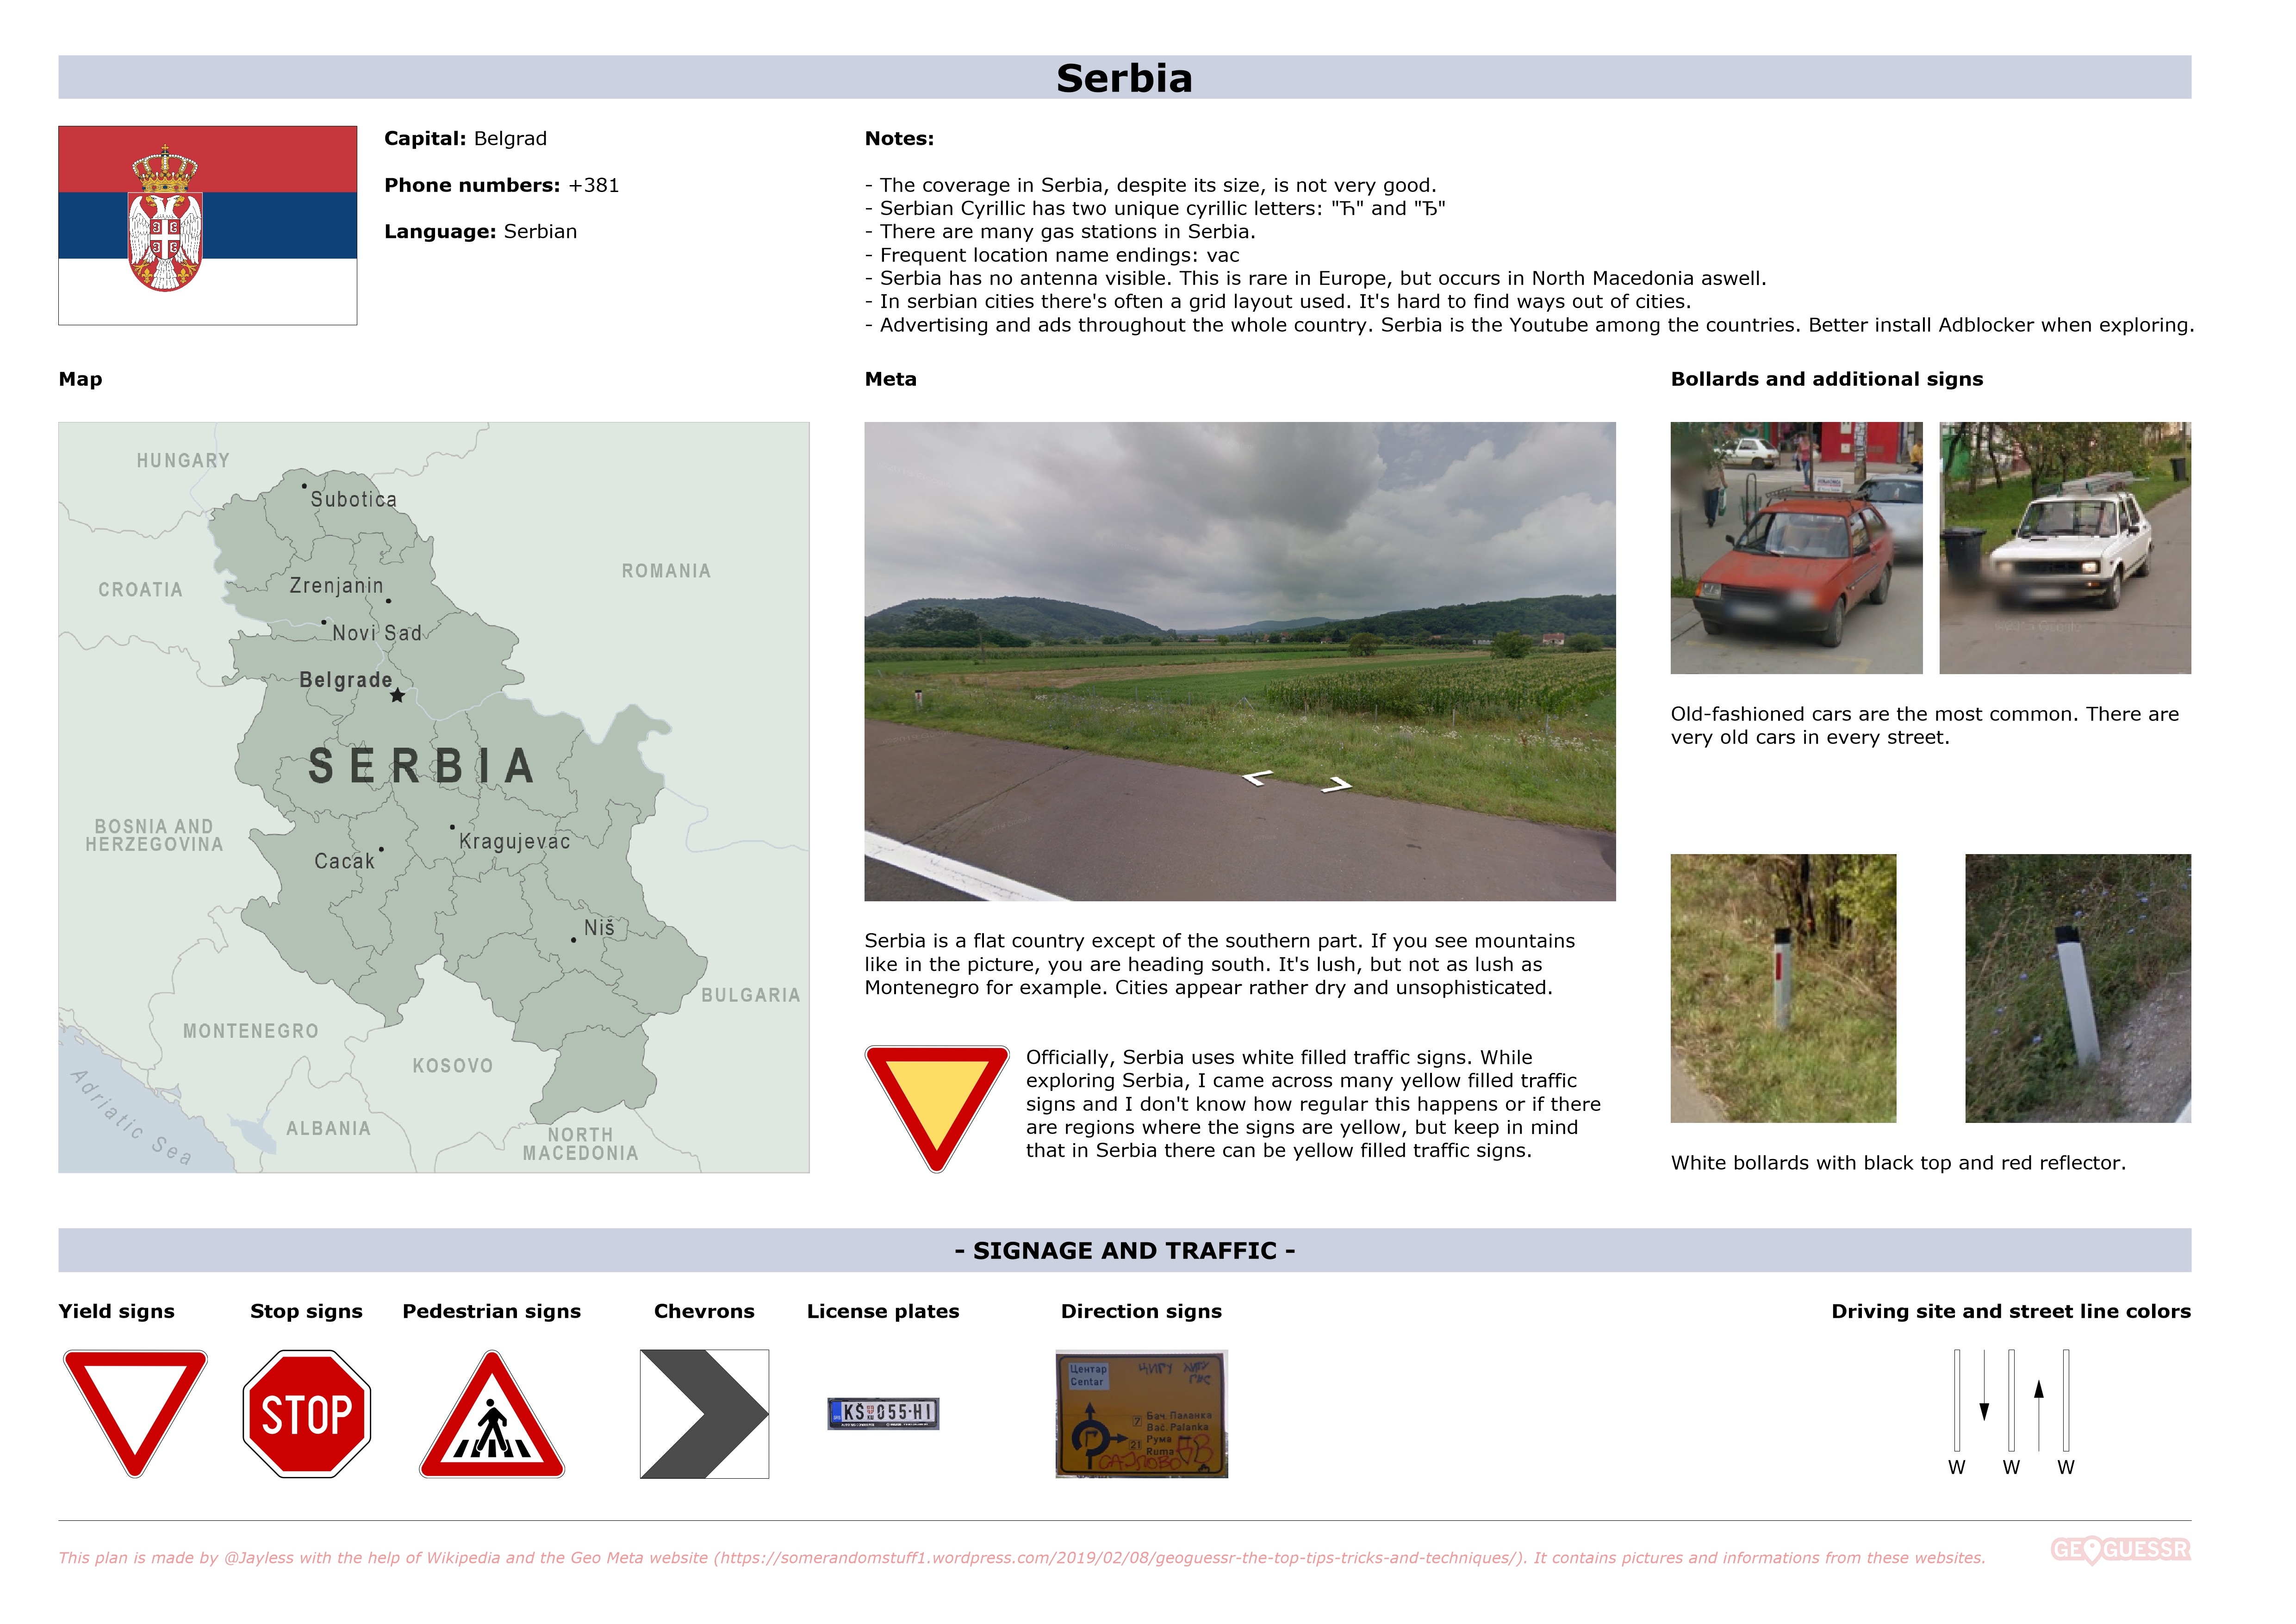 Serbia
Capital: Belgrad
Phone numbers: +381
Language: Serbian
Notes:
- The coverage in Serbia, despite its size, is not very good.
- Serbian Cyrillic has two unique cyrillic letters: "Ћ" and "Ђ"
- There are many gas stations in Serbia.
- Frequent location name endings: vac
- Serbia has no antenna visible. This is rare in Europe, but occurs in North Macedonia aswell.
- In serbian cities there's often a grid layout used. It's hard to find ways out of cities.
- Advertising and ads throughout the whole country. Serbia is the Youtube among the countries. Better install Adblocker when exploring.
Map
HUNGARY
Subotica
ROMANIA
CROATIA
Zrenjanin
Novi Sad
Belgrade
SERBIA
BOSNIA AND
HERZEGOVINA
Kragujevac
Cacak
Niš
BULGARIA
MONTENEGRO
KOSOVO
Adriatic Sea
ALBANIA
NORTH
MACEDONIA
Meta
Serbia is a flat country except of the southern part. If you see mountains
like in the picture, you are heading south. It's lush, but not as lush as
Montenegro for example. Cities appear rather dry and unsophisticated.
Officially, Serbia uses white filled traffic signs. While
exploring Serbia, I came across many yellow filled traffic
signs and I don't know how regular this happens or if there
are regions where the signs are yellow, but keep in mind
that in Serbia there can be yellow filled traffic signs.
Bollards and additional signs
Old-fashioned cars are the most common. There are
very old cars in every street.
White bollards with black top and red reflector.
- SIGNAGE AND TRAFFIC -
Yield signs
Stop signs
STOP
Pedestrian signs
Chevrons
License plates
KŠ 055-HI
Direction signs
Центар
Centar
7 Бач. Паланка
Bač. Palanka
21 Рума
Ruma
Driving site and street line colors
W W W
This plan is made by @Jayless with the help of Wikipedia and the Geo Meta website (https://somerandomstuff1.wordpress.com/2019/02/08/geoguessr-the-top-tips-tricks-and-techniques/). It contains pictures and informations from these websites.
GEOGUESSR